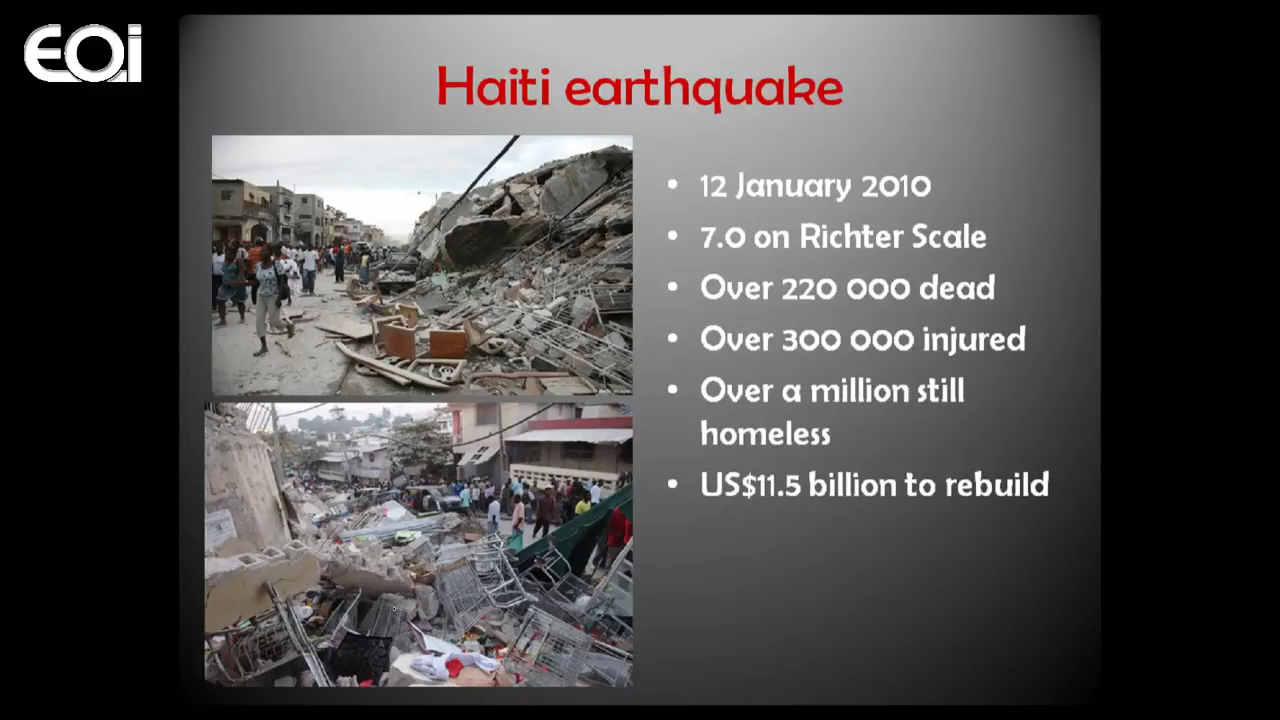 EOi
Haiti earthquake
• 12 January 2010
• 7.0 on Richter Scale
• Over 220 000 dead
• Over 300 000 injured
• Over a million still
homeless
• US$11.5 billion to rebuild